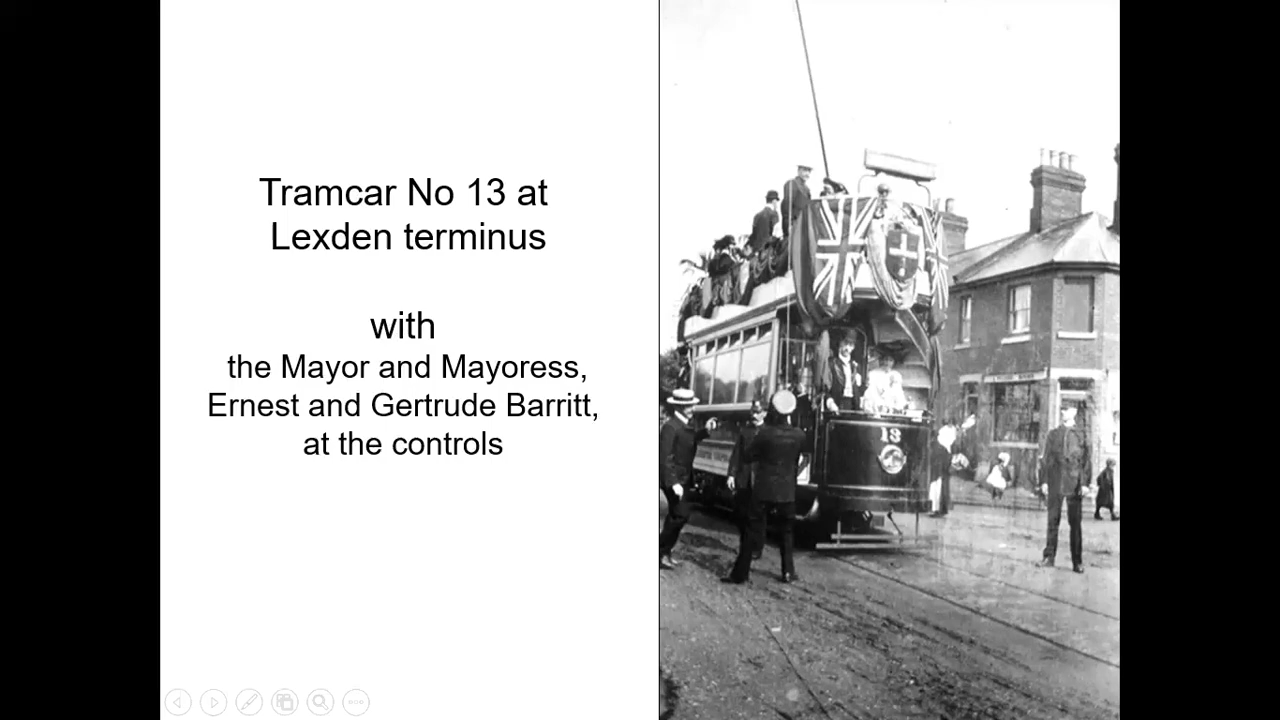 Tramcar No 13 at
Lexden terminus
with
the Mayor and Mayoress,
Ernest and Gertrude Barritt,
at the controls
13